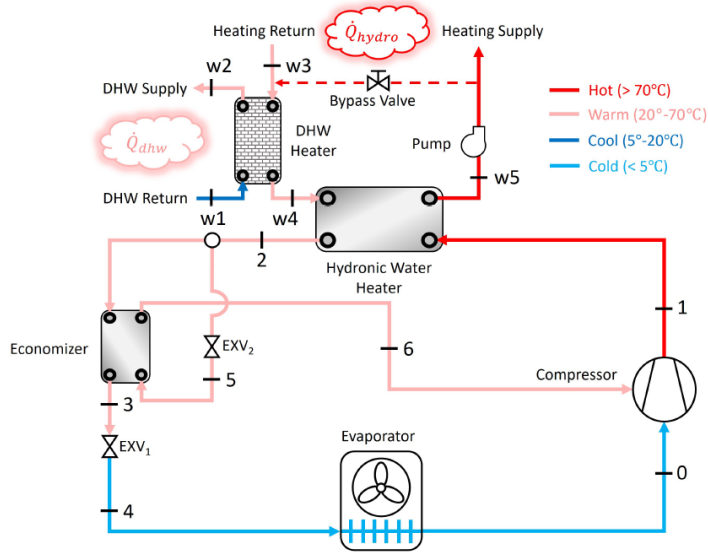 Heating Return
Q̇hydro
Heating Supply
w2
w3
DHW Supply
Bypass Valve
Hot (> 70℃)
Warm (20°-70℃)
Cool (5°-20℃)
Cold (< 5℃)
DHW
Heater
Q̇dhw
Pump
DHW Return
w1
w4
w5
2
Hydronic Water
Heater
1
Economizer
EXV2
6
5
Compressor
3
EXV1
Evaporator
0
4